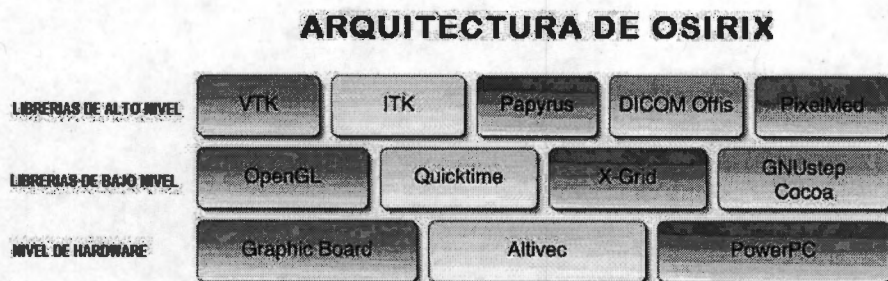 ARQUITECTURA DE OSIRIX
LIBRERIAS DE ALTO NIVEL VTK ITK Papyrus DICOM Offis PixelMed
LIBRERIAS DE BAJO NIVEL OpenGL Quicktime X-Grid GNUstep Cocoa
NIVEL DE HARDWARE Graphic Board Altivec PowerPC